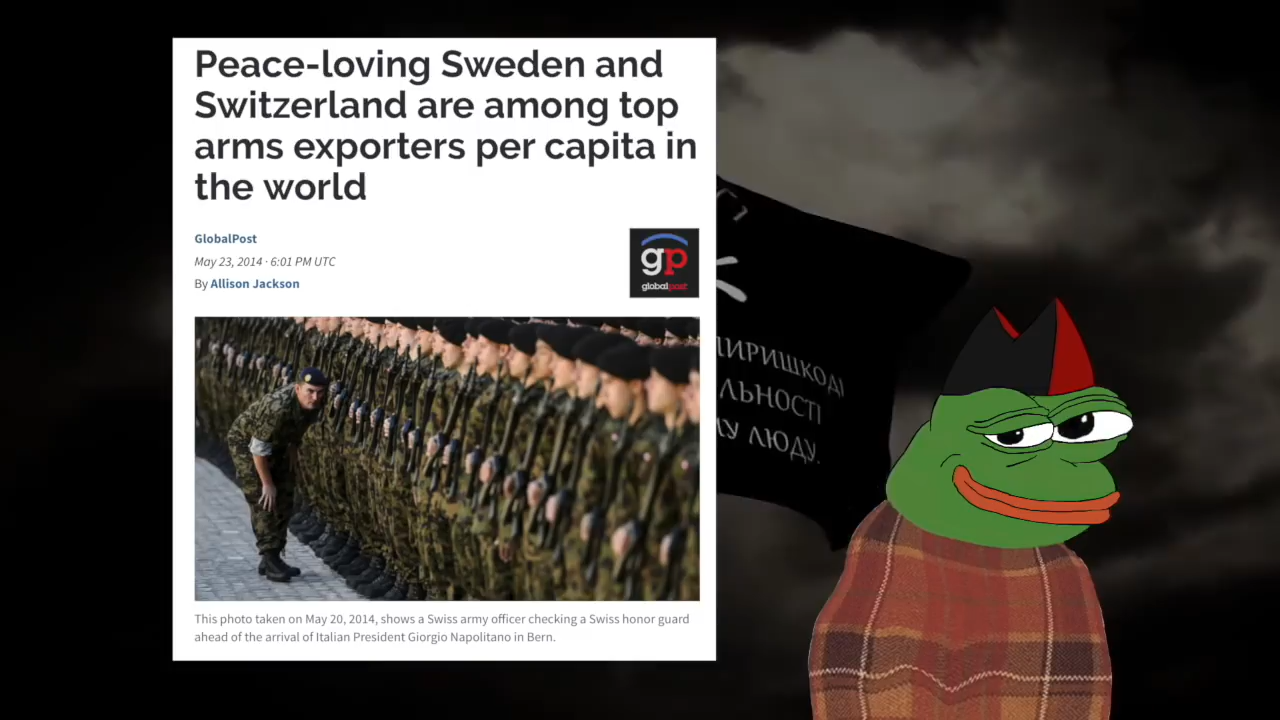 Peace-loving Sweden and
Switzerland are among top
arms exporters per capita in
the world
GlobalPost
May 23, 2014 · 6:01 PM UTC
By Allison Jackson
gp
globalpost
This photo taken on May 20, 2014, shows a Swiss army officer checking a Swiss honor guard
ahead of the arrival of Italian President Giorgio Napolitano in Bern.
ЛЮДУ.